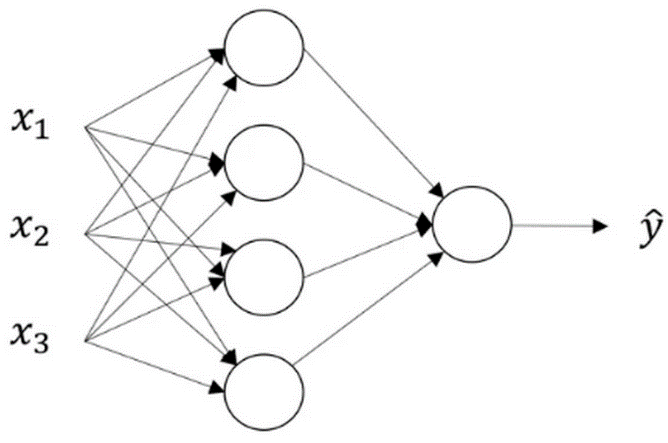 x₁
x₂
ŷ
x₃